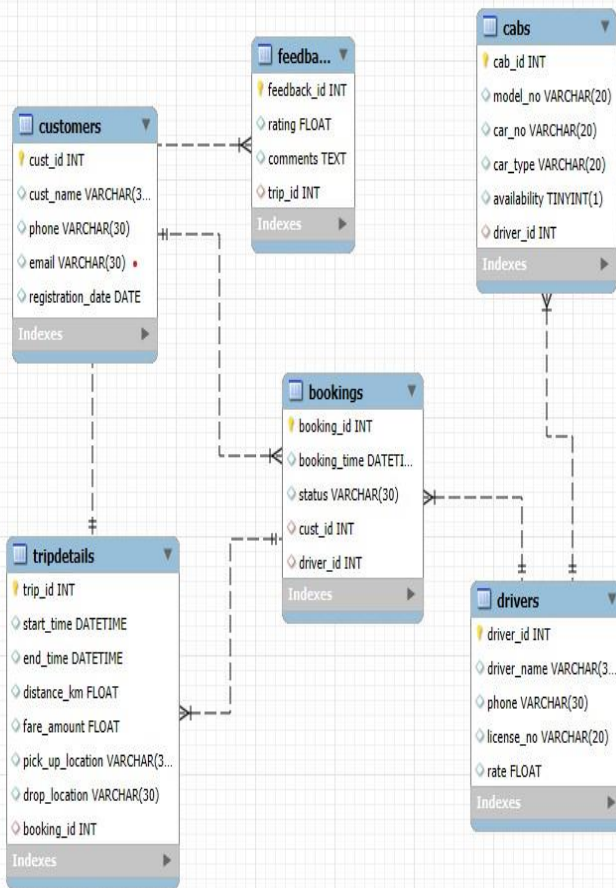 customers
cust_id INT
cust_name VARCHAR(3...
phone VARCHAR(30)
email VARCHAR(30)
registration_date DATE
Indexes
feedba...
feedback_id INT
rating FLOAT
comments TEXT
trip_id INT
Indexes
cabs
cab_id INT
model_no VARCHAR(20)
car_no VARCHAR(20)
car_type VARCHAR(20)
availability TINYINT(1)
driver_id INT
Indexes
bookings
booking_id INT
booking_time DATETI...
status VARCHAR(30)
cust_id INT
driver_id INT
Indexes
tripdetails
trip_id INT
start_time DATETIME
end_time DATETIME
distance_km FLOAT
fare_amount FLOAT
pick_up_location VARCHAR(3...
drop_location VARCHAR(30)
booking_id INT
Indexes
drivers
driver_id INT
driver_name VARCHAR(3...
phone VARCHAR(30)
license_no VARCHAR(20)
rate FLOAT
Indexes